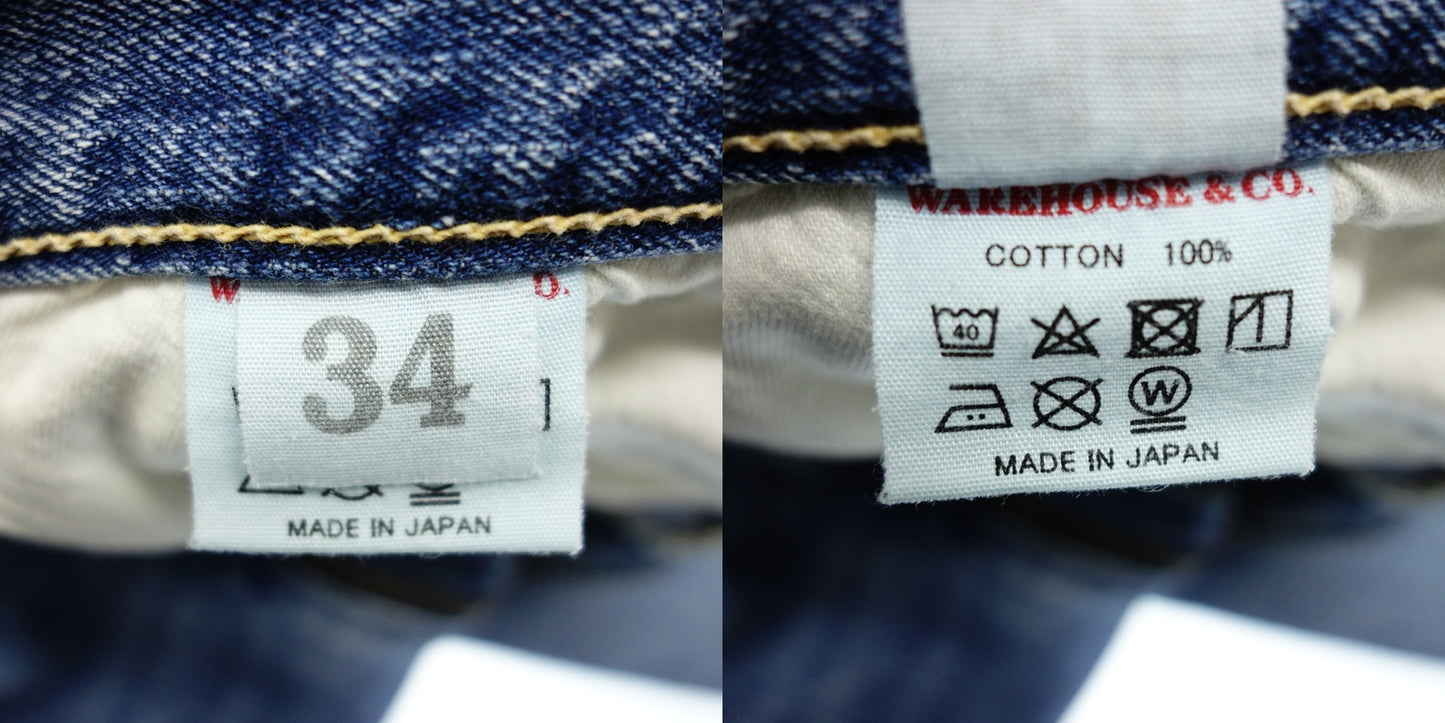 W O.
34
MADE IN JAPAN
WAREHOUSE & CO.
COTTON 100%
40
W
MADE IN JAPAN